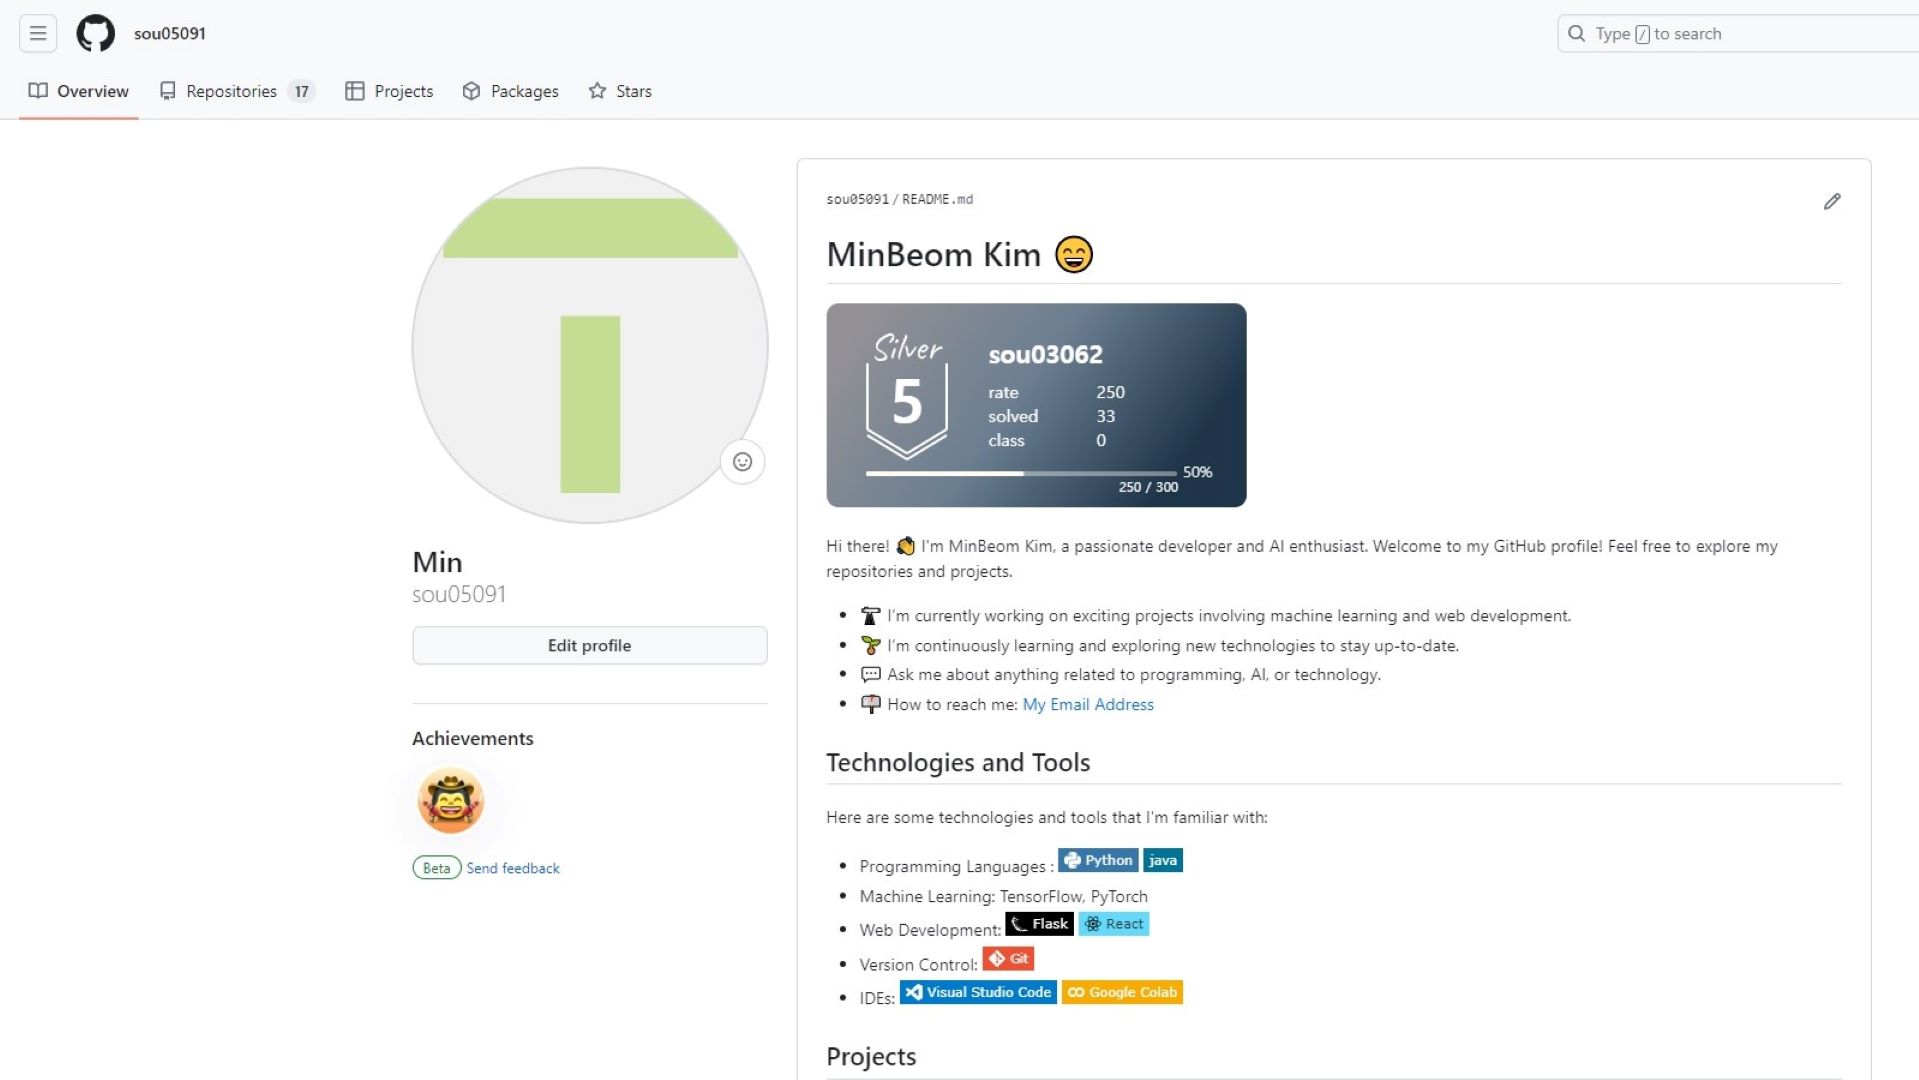 sou05091
Type / to search
Overview
Repositories 17
Projects
Packages
Stars
Min
sou05091
Edit profile
Achievements
Beta Send feedback
sou05091 / README.md
MinBeom Kim 😄
Silver
5
sou03062
rate 250
solved 33
class 0
50%
250 / 300
Hi there! 👋 I'm MinBeom Kim, a passionate developer and AI enthusiast. Welcome to my GitHub profile! Feel free to explore my
repositories and projects.
I'm currently working on exciting projects involving machine learning and web development.
I'm continuously learning and exploring new technologies to stay up-to-date.
Ask me about anything related to programming, AI, or technology.
How to reach me: My Email Address
Technologies and Tools
Here are some technologies and tools that I'm familiar with:
Programming Languages : Python java
Machine Learning: TensorFlow, PyTorch
Web Development: Flask React
Version Control: Git
IDEs: Visual Studio Code Google Colab
Projects